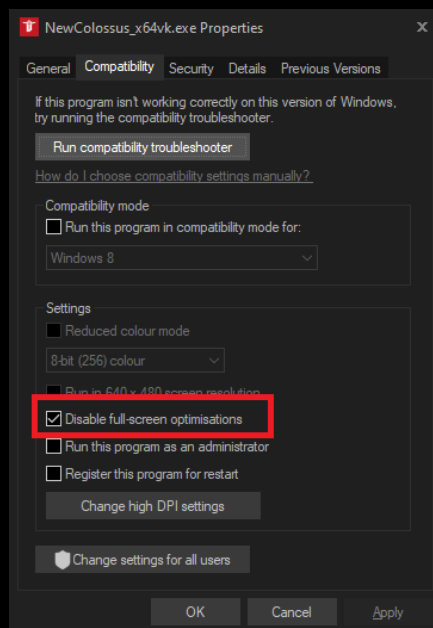 NewColossus_x64vk.exe Properties
General Compatibility Security Details Previous Versions
If this program isn't working correctly on this version of Windows,
try running the compatibility troubleshooter.
Run compatibility troubleshooter
How do I choose compatibility settings manually?
Compatibility mode
Run this program in compatibility mode for:
Windows 8
Settings
Reduced colour mode
8-bit (256) colour
Run in 640 x 480 screen resolution
Disable full-screen optimisations
Run this program as an administrator
Register this program for restart
Change high DPI settings
Change settings for all users
OK Cancel Apply